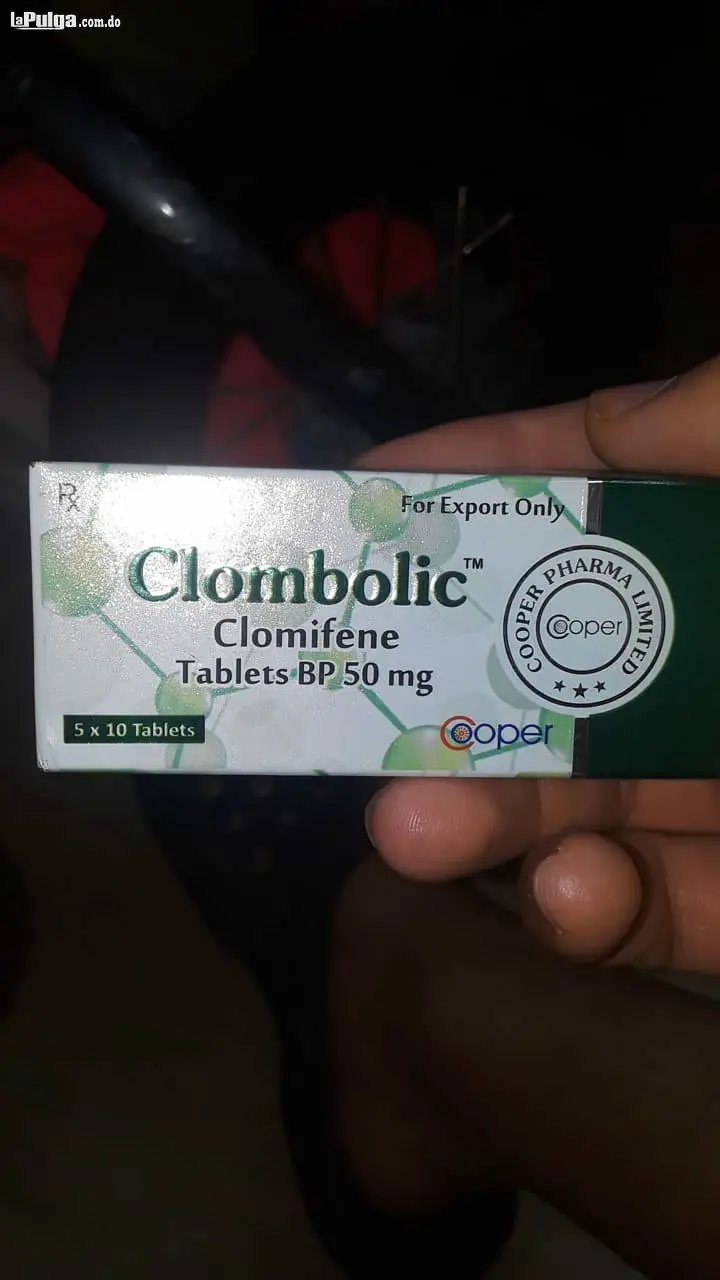 laPulga.com.do
Rx
For Export Only
Clombolic™
Clomifene
Tablets BP 50 mg
5 x 10 Tablets
Cooper
COOPER PHARMA LIMITED
Cooper